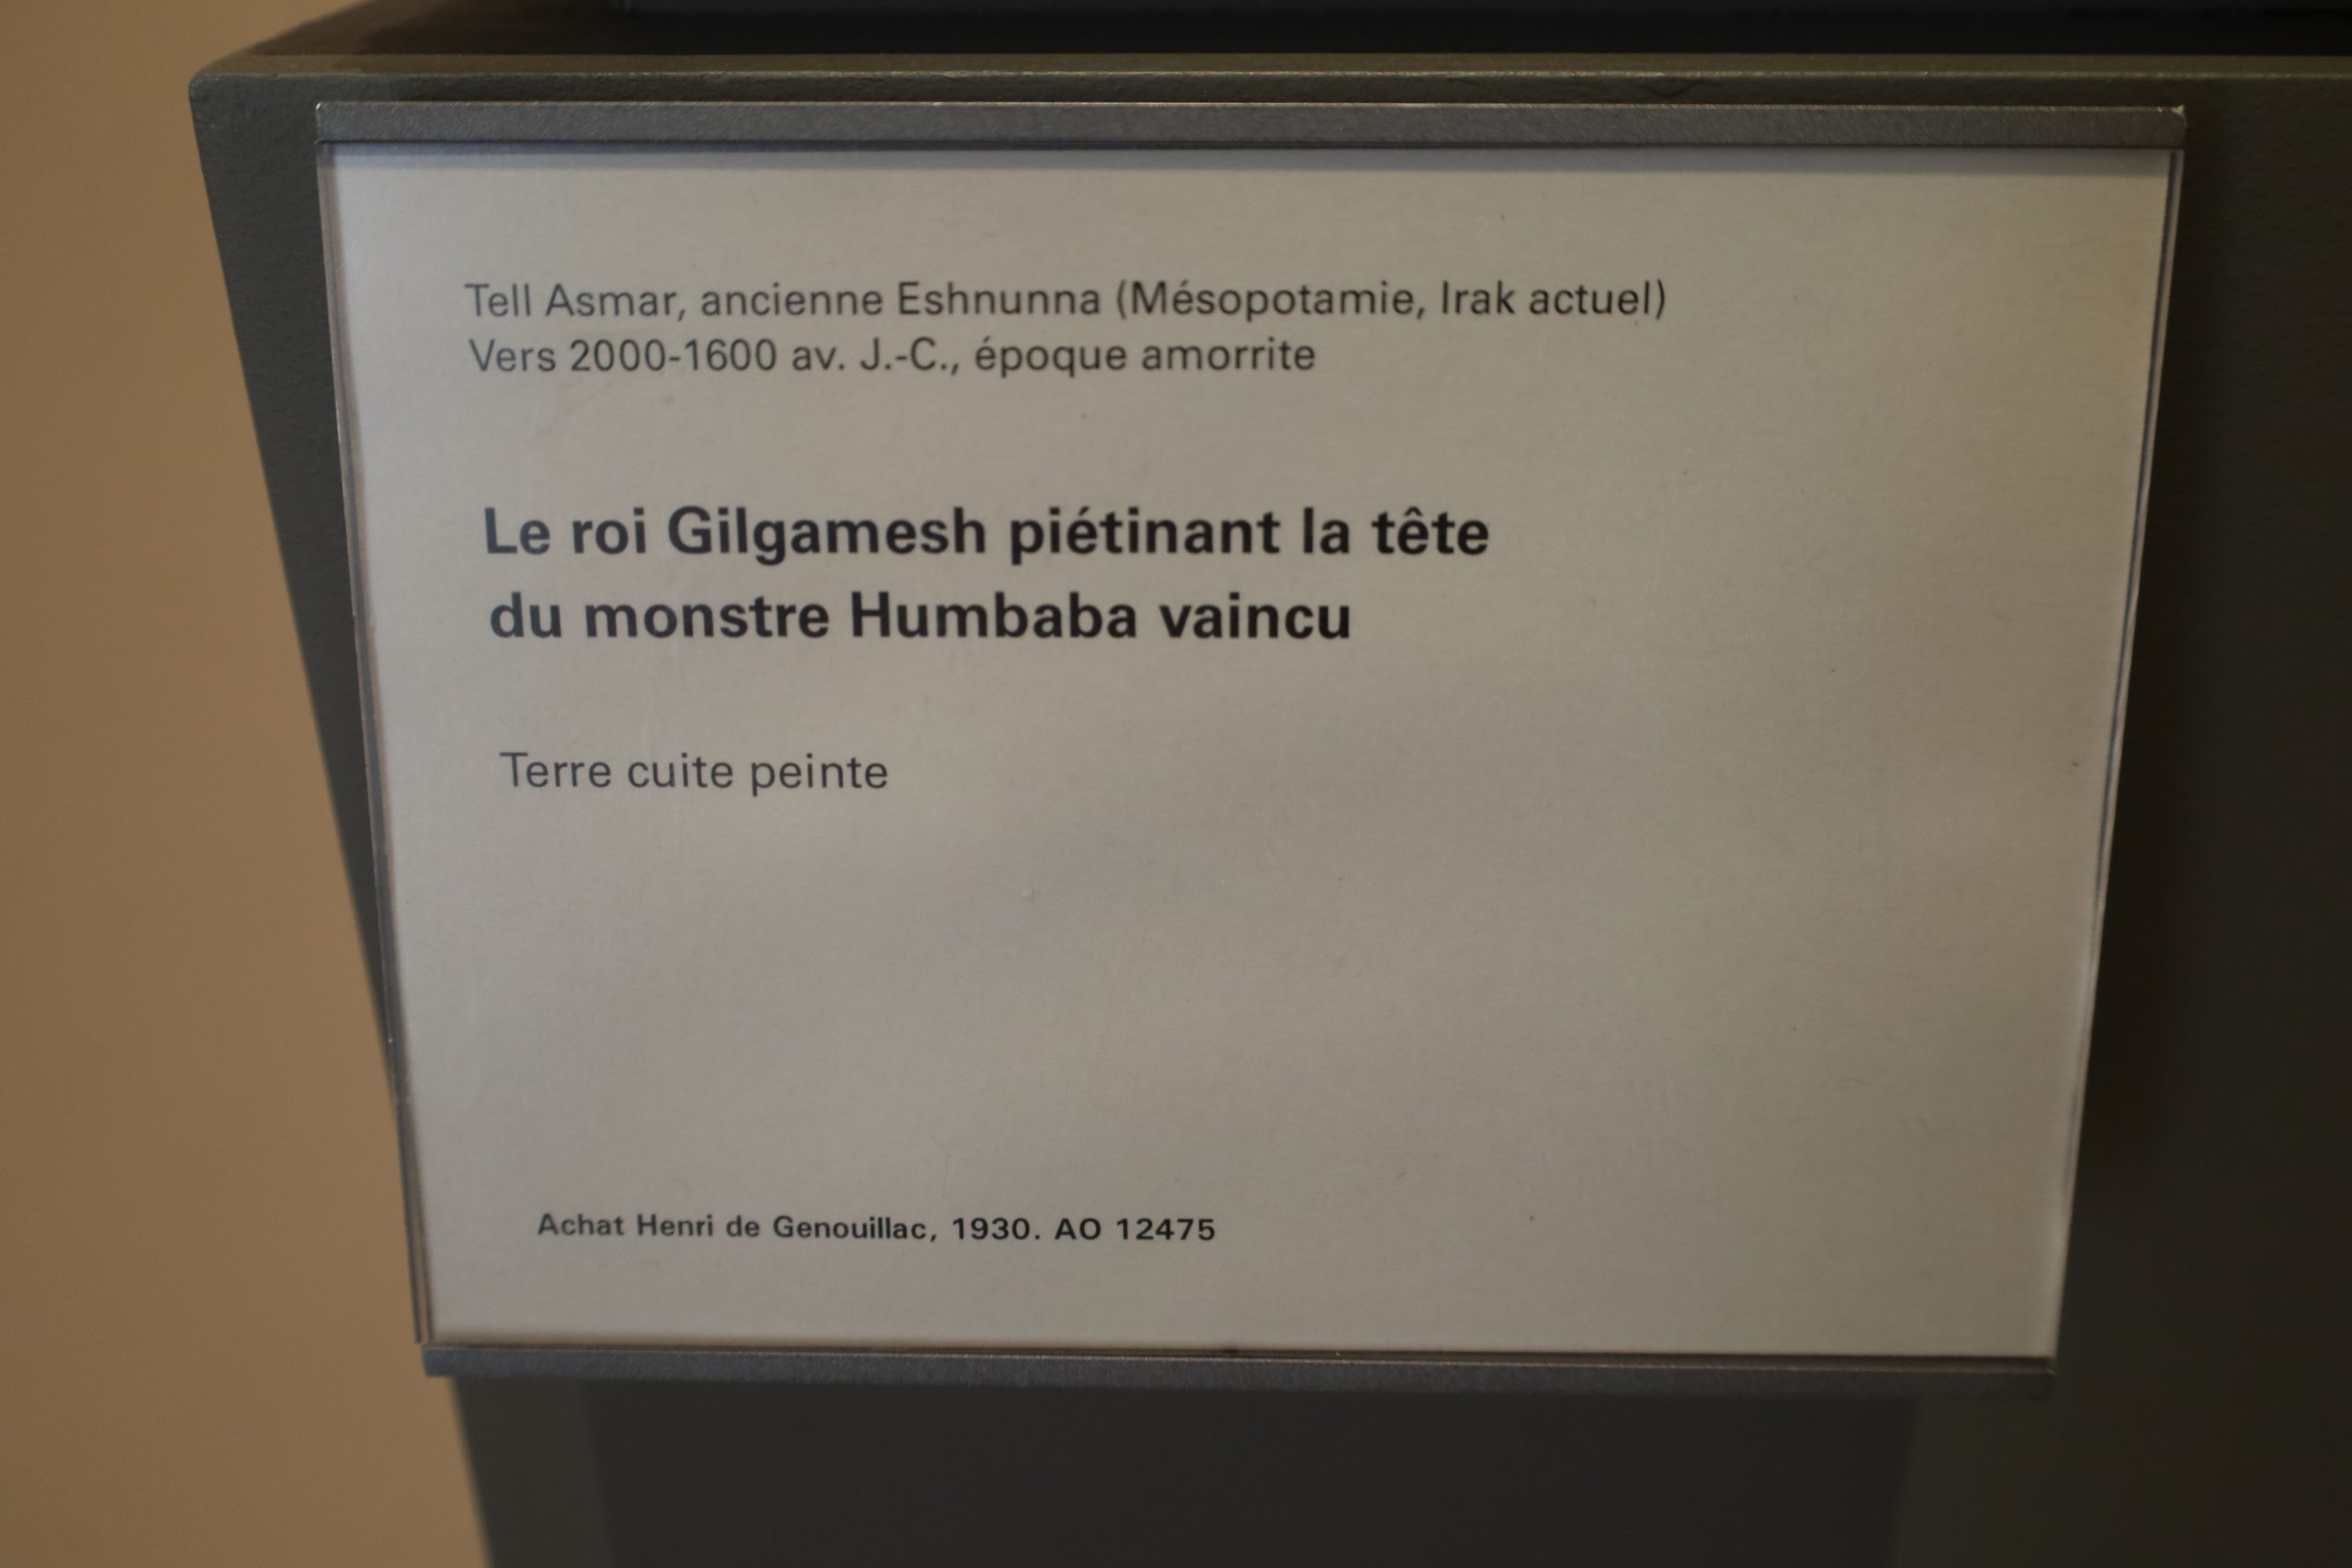 Tell Asmar, ancienne Eshnunna (Mésopotamie, Irak actuel)
Vers 2000-1600 av. J.-C., époque amorrite
Le roi Gilgamesh piétinant la tête
du monstre Humbaba vaincu
Terre cuite peinte
Achat Henri de Genouillac, 1930. AO 12475